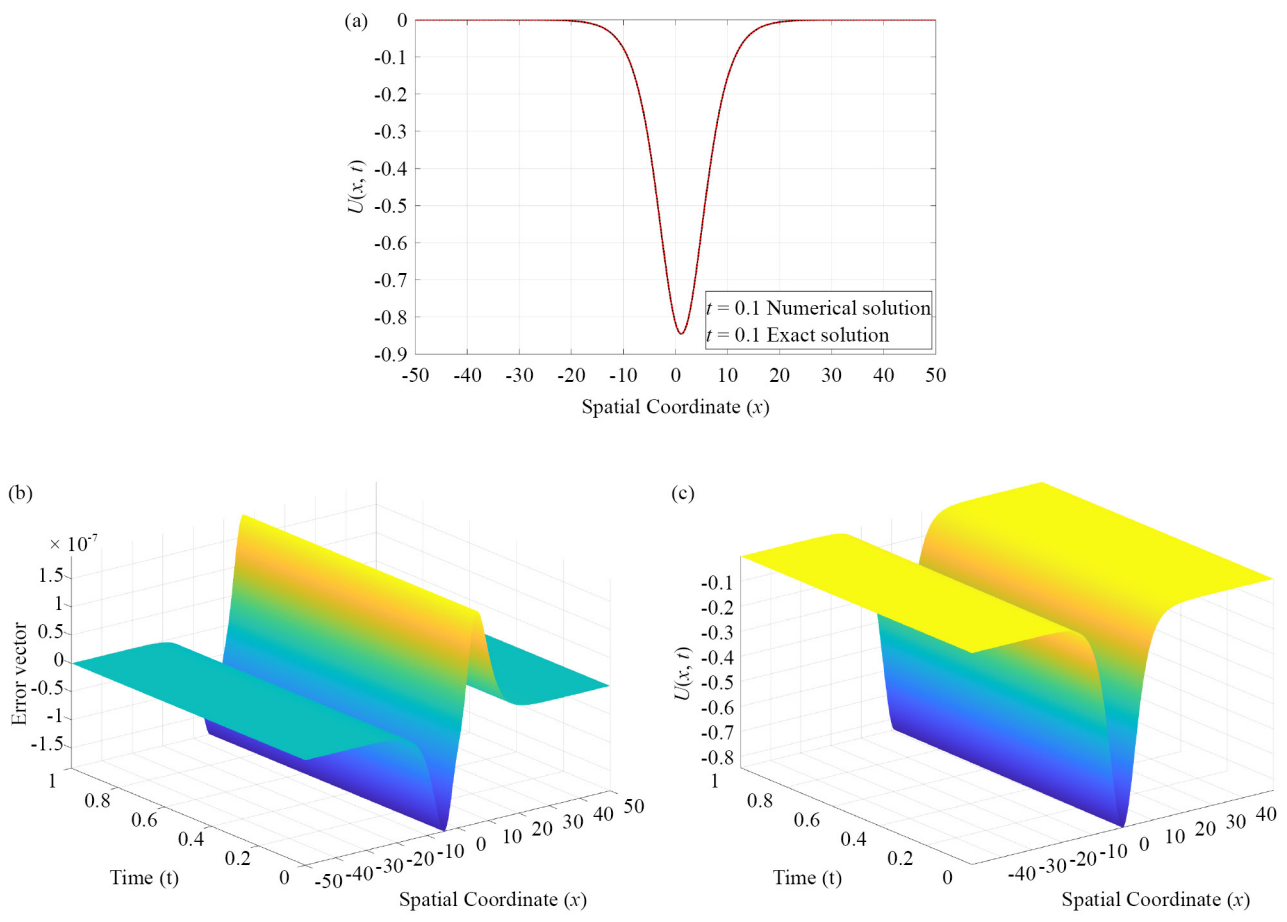 (a)
0
-0.1
-0.2
-0.3
-0.4
-0.5
-0.6
-0.7
-0.8
-0.9
U(x, t)
t = 0.1 Numerical solution
t = 0.1 Exact solution
-50 -40 -30 -20 -10 0 10 20 30 40 50
Spatial Coordinate (x)
(b)
× 10-7
1.5
1
0.5
0
-0.5
-1
-1.5
Error vector
1 0.8 0.6 0.4 0.2 0
Time (t)
-50 -40 -30 -20 -10 0 10 20 30 40 50
Spatial Coordinate (x)
(c)
-0.1
-0.2
-0.3
-0.4
-0.5
-0.6
-0.7
-0.8
U(x, t)
1 0.8 0.6 0.4 0.2 0
Time (t)
-40 -30 -20 -10 0 10 20 30 40 50
Spatial Coordinate (x)